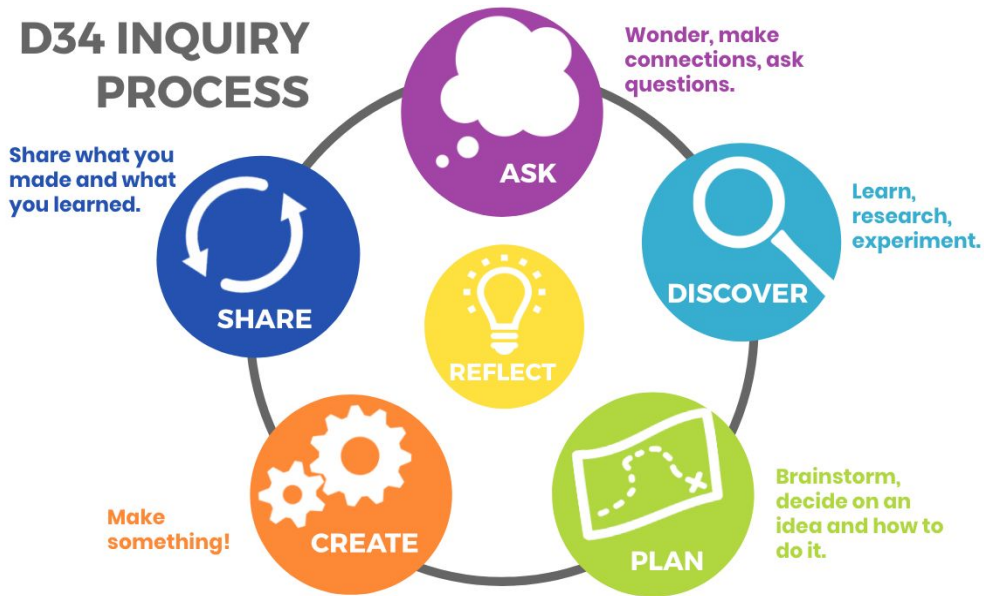 D34 INQUIRY
PROCESS
Wonder, make
connections, ask
questions.
ASK
Learn,
research,
experiment.
DISCOVER
Brainstorm,
decide on an
idea and how to
do it.
PLAN
Make
something!
CREATE
Share what you
made and what
you learned.
SHARE
REFLECT